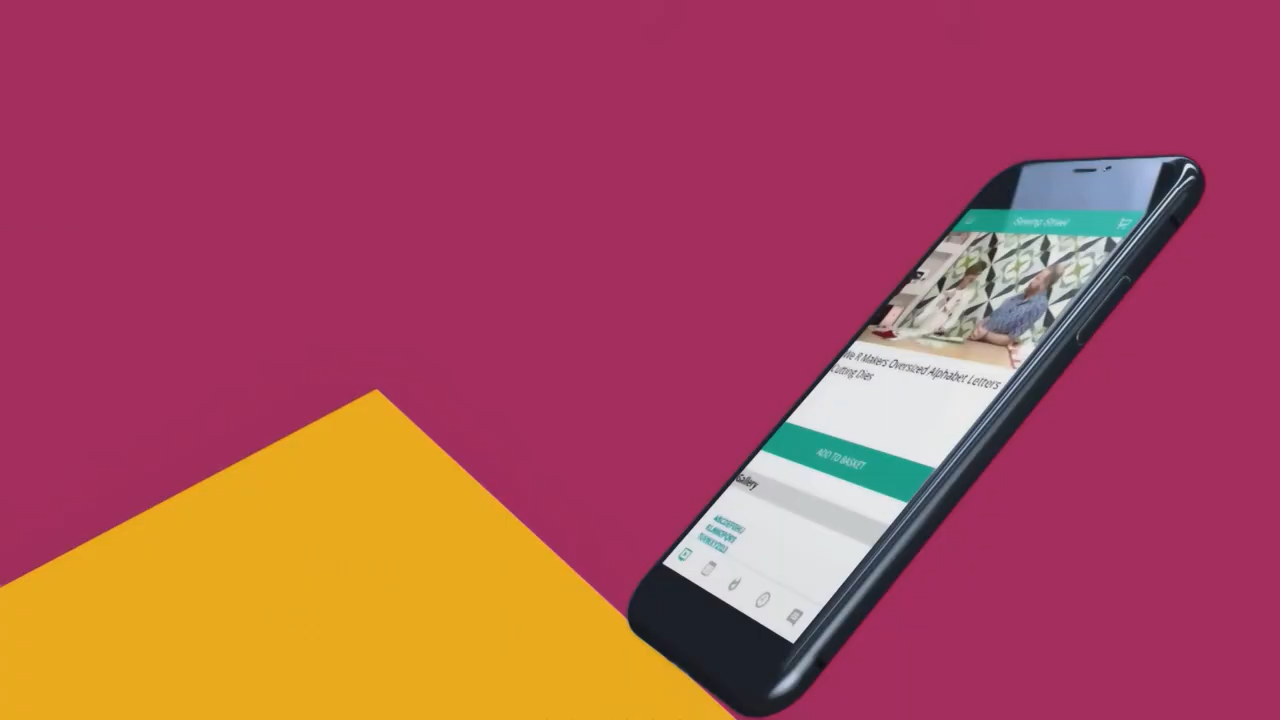 Sewing Street
We R Makers Oversized Alphabet Letters
Cutting Dies
ADD TO BASKET
Gallery